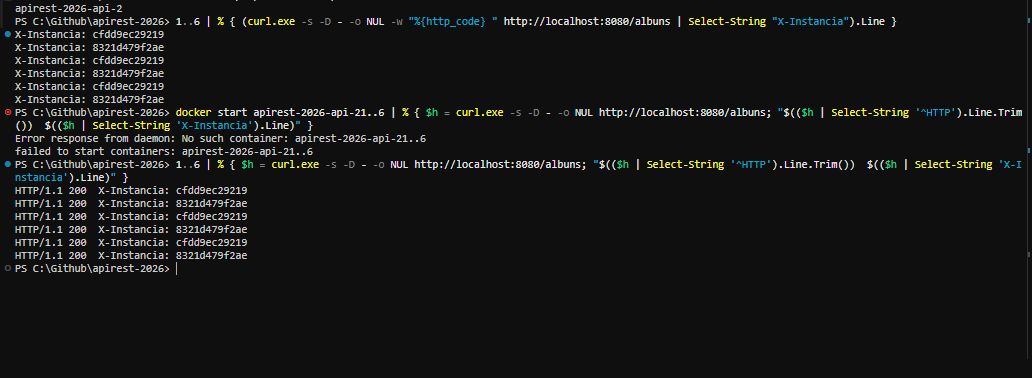 apirest-2026-api-2
PS C:\Github\apirest-2026> 1..6 | % { (curl.exe -s -D - -o NUL -w "%{http_code} " http://localhost:8080/albuns | Select-String "X-Instancia").Line }
X-Instancia: cfdd9ec29219
X-Instancia: 8321d479f2ae
X-Instancia: cfdd9ec29219
X-Instancia: 8321d479f2ae
X-Instancia: cfdd9ec29219
X-Instancia: 8321d479f2ae
PS C:\Github\apirest-2026> docker start apirest-2026-api-21..6 | % { $h = curl.exe -s -D - -o NUL http://localhost:8080/albuns; "$(($h | Select-String '^HTTP').Line.Trim
())  $(($h | Select-String 'X-Instancia').Line)" }
Error response from daemon: No such container: apirest-2026-api-21..6
failed to start containers: apirest-2026-api-21..6
PS C:\Github\apirest-2026> 1..6 | % { $h = curl.exe -s -D - -o NUL http://localhost:8080/albuns; "$(($h | Select-String '^HTTP').Line.Trim())  $(($h | Select-String 'X-I
nstancia').Line)" }
HTTP/1.1 200  X-Instancia: cfdd9ec29219
HTTP/1.1 200  X-Instancia: 8321d479f2ae
HTTP/1.1 200  X-Instancia: 8321d479f2ae
HTTP/1.1 200  X-Instancia: cfdd9ec29219
HTTP/1.1 200  X-Instancia: 8321d479f2ae
PS C:\Github\apirest-2026>